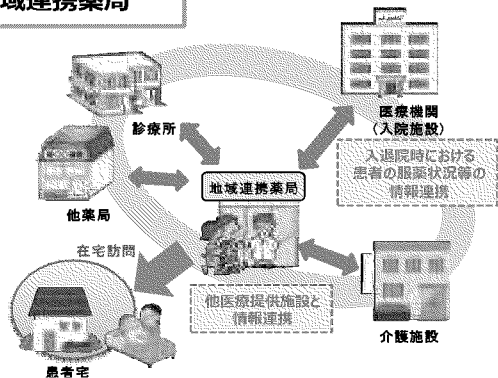 域連携薬局
診療所
医療機関
（入院施設）
入退院時における
患者の服薬状況等の
情報連携
地域連携薬局
他薬局
在宅訪問
他医療提供施設と
情報連携
介護施設
患者宅